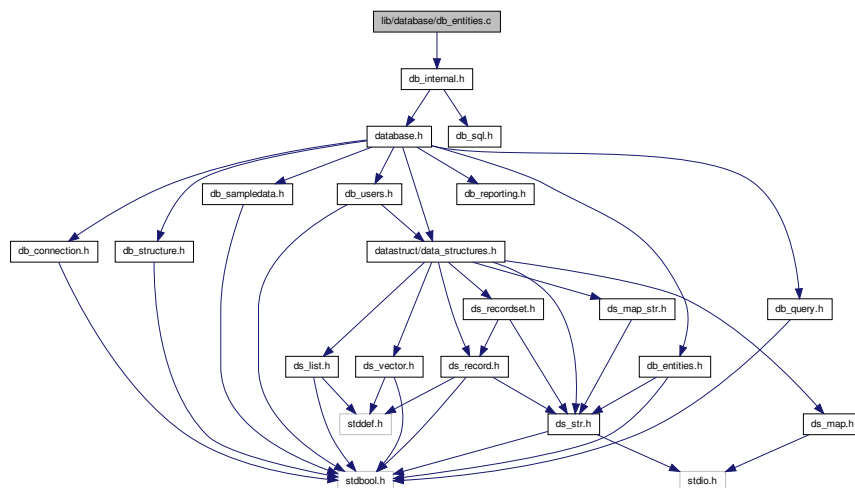 lib/database/db_entities.c
db_internal.h
database.h
db_sql.h
db_sampledata.h
db_users.h
db_reporting.h
db_connection.h
db_structure.h
datastruct/data_structures.h
ds_recordset.h
ds_map_str.h
db_query.h
ds_list.h
ds_vector.h
ds_record.h
db_entities.h
stddef.h
ds_str.h
ds_map.h
stdbool.h
stdio.h